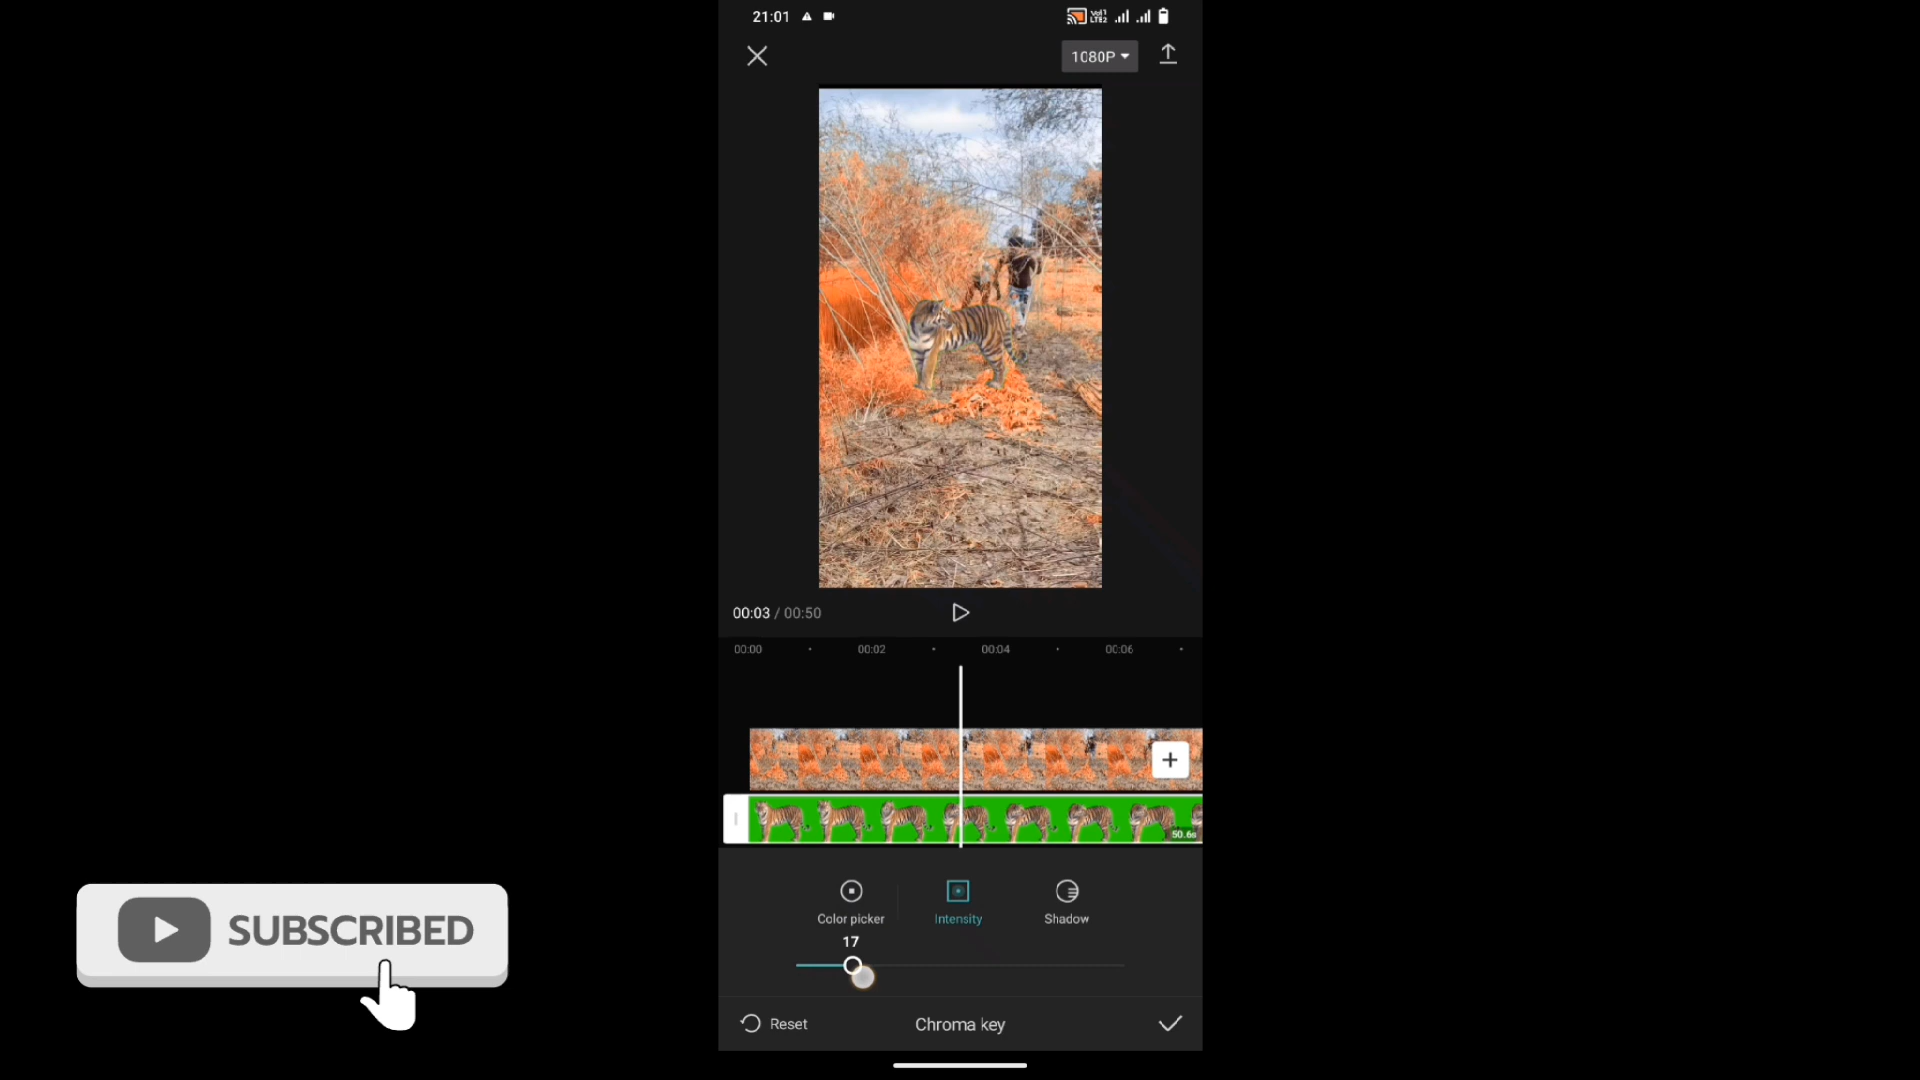 21:01
1080P
00:03 / 00:50
00:00 00:02 00:04 00:06
50.6s
Color picker Intensity Shadow
17
SUBSCRIBED
Reset Chroma key